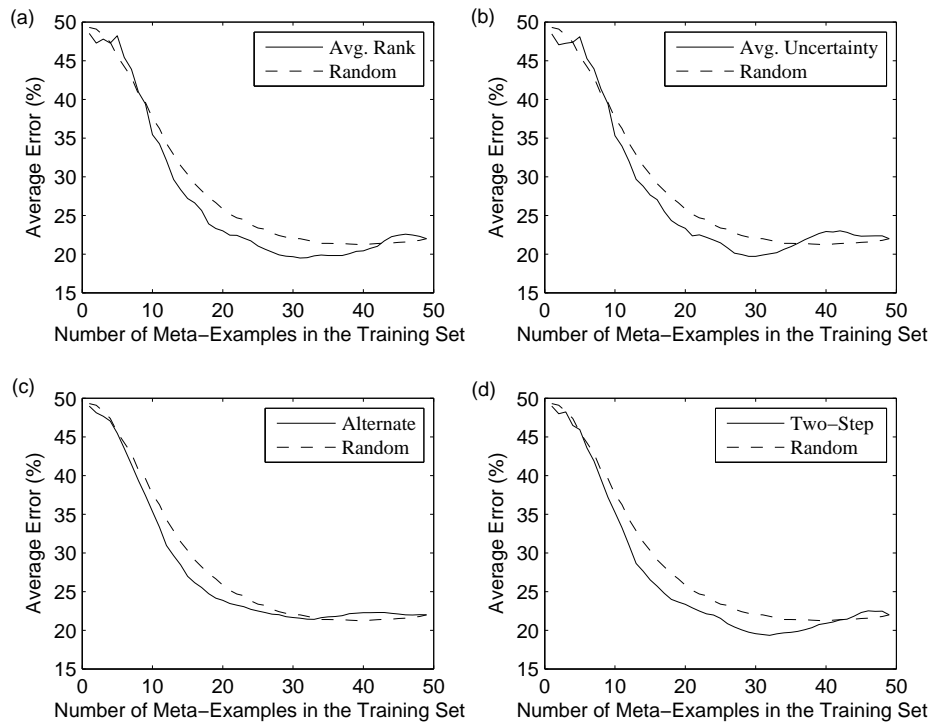 (a)
50
45
40
35
30
25
20
15
Average Error (%)
Avg. Rank
Random
0 10 20 30 40 50
Number of Meta−Examples in the Training Set
(b)
50
45
40
35
30
25
20
15
Average Error (%)
Avg. Uncertainty
Random
0 10 20 30 40 50
Number of Meta−Examples in the Training Set
(c)
50
45
40
35
30
25
20
15
Average Error (%)
Alternate
Random
0 10 20 30 40 50
Number of Meta−Examples in the Training Set
(d)
50
45
40
35
30
25
20
15
Average Error (%)
Two−Step
Random
0 10 20 30 40 50
Number of Meta−Examples in the Training Set